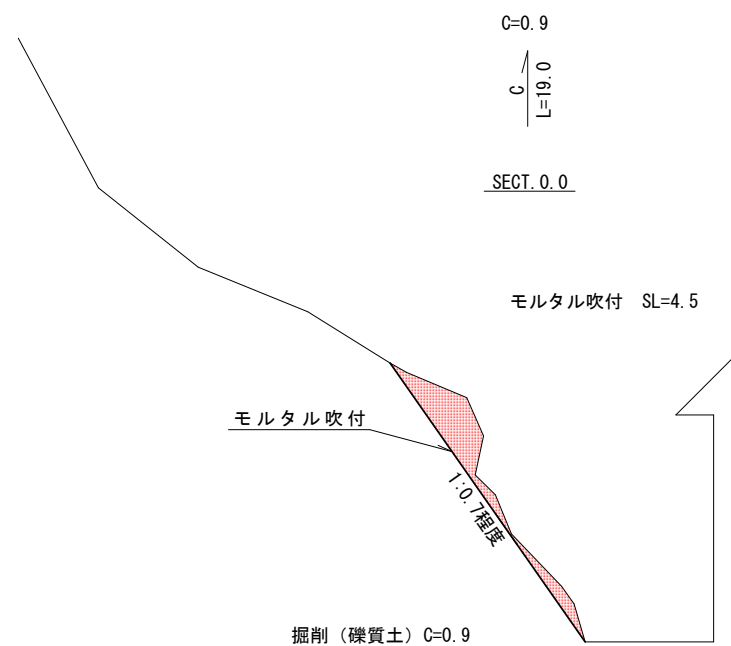 C=0.9
C
L=19.0
SECT.0.0
モルタル吹付 SL=4.5
モルタル吹付
1:0.7程度
掘削（礫質土）C=0.9